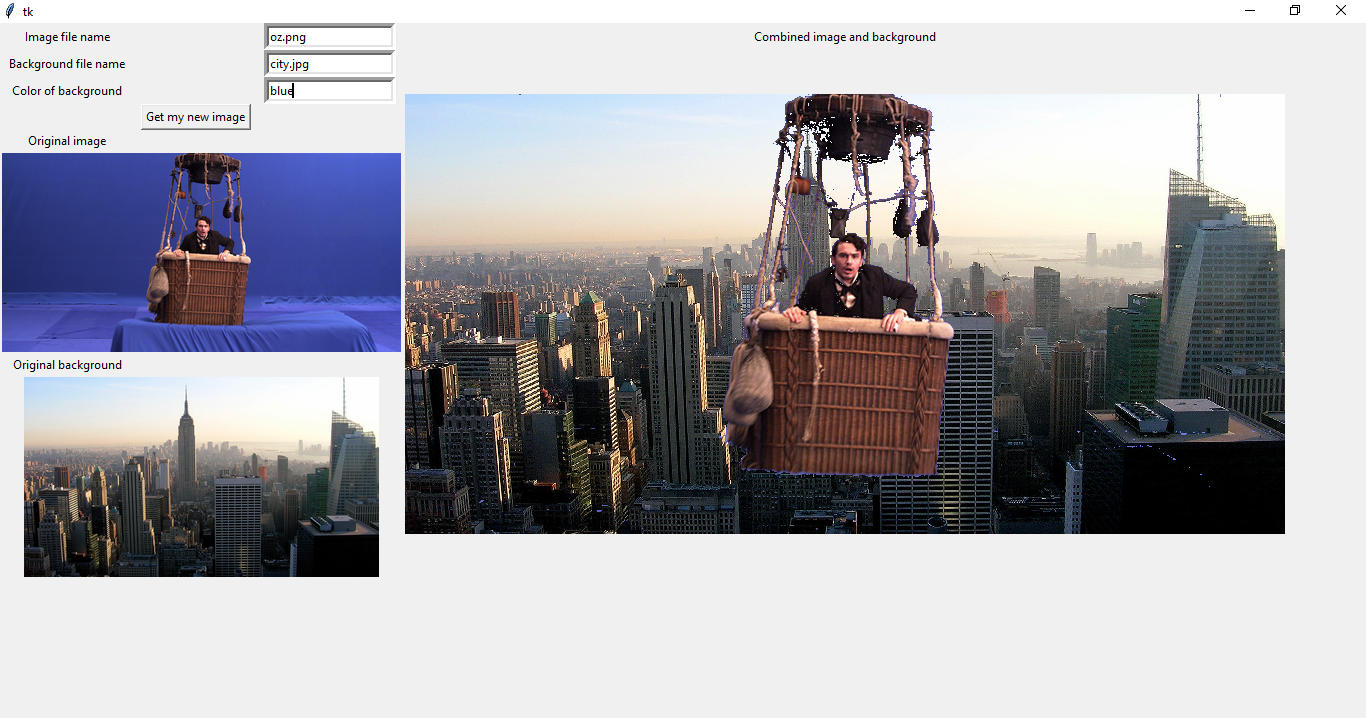 tk
Image file name
oz.png
Background file name
city.jpg
Color of background
blue
Get my new image
Original image
Original background
Combined image and background